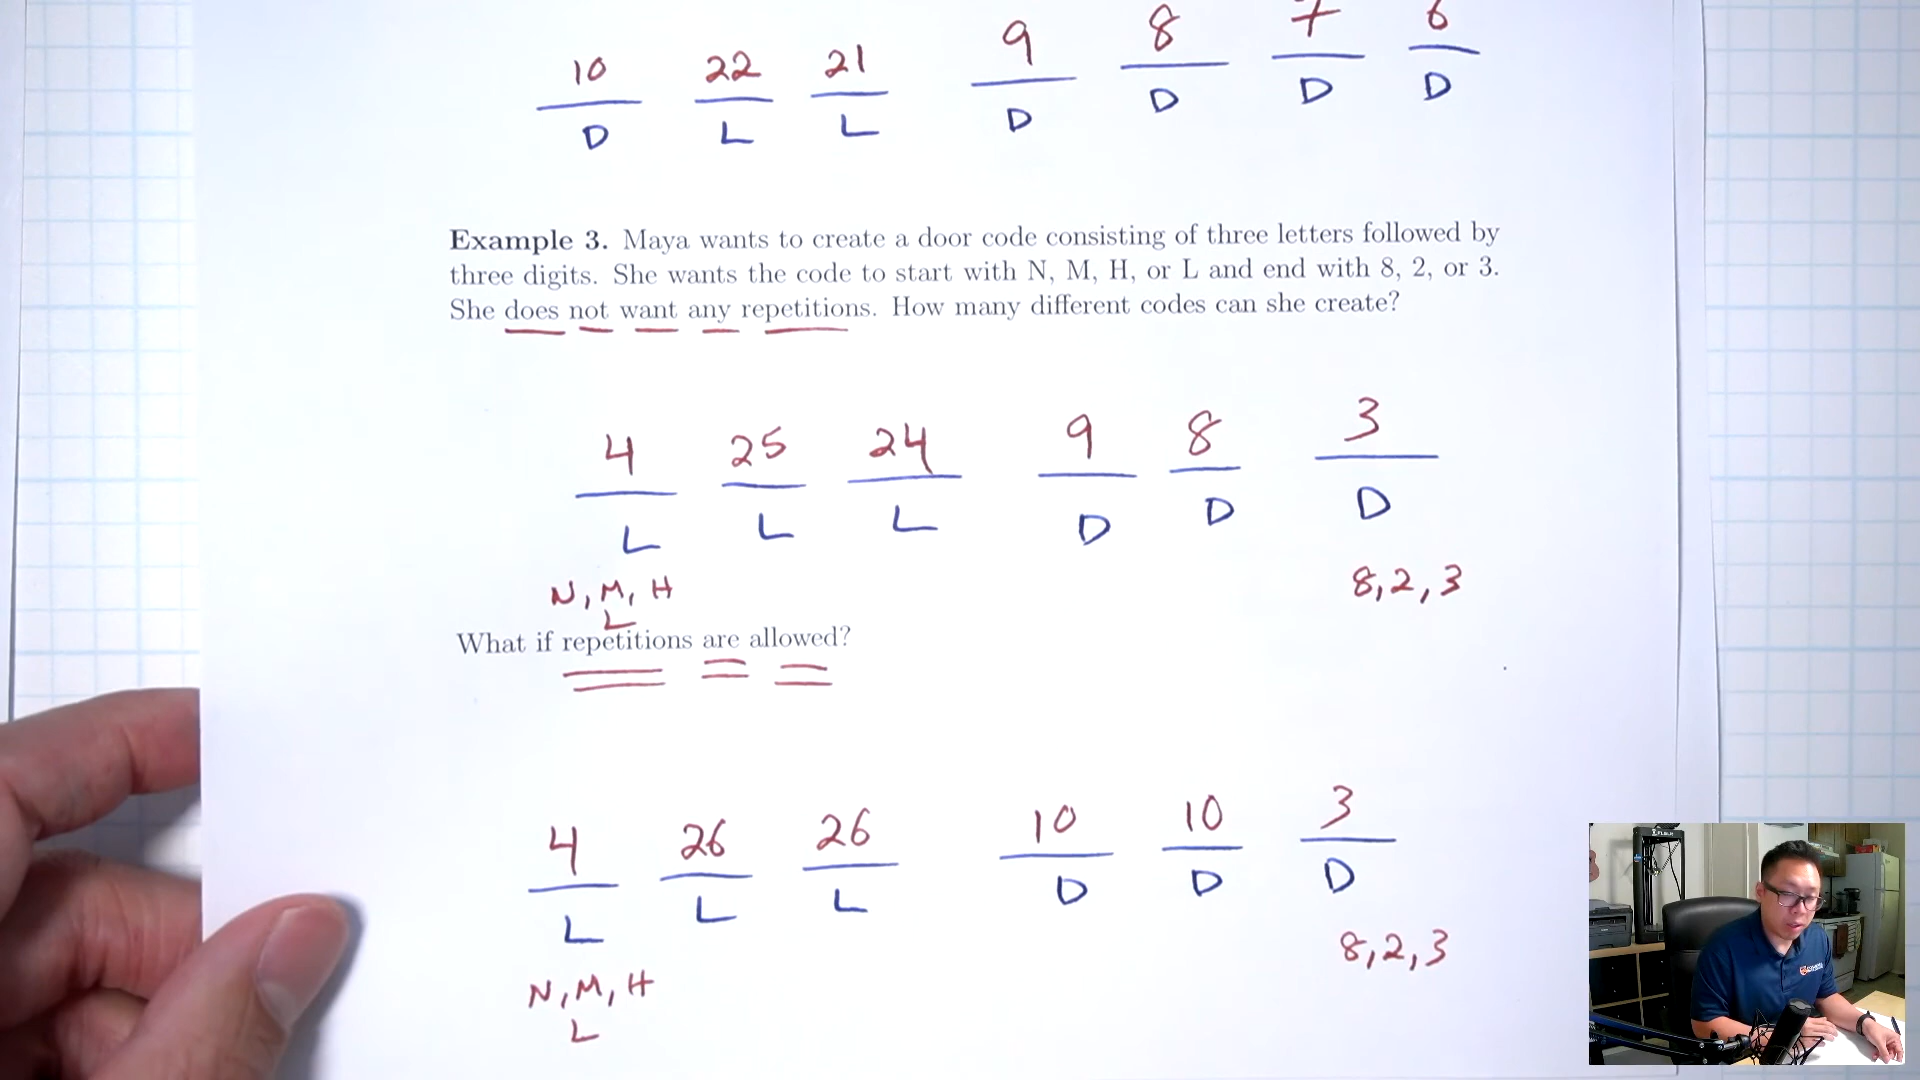 10 22 21 9 8 7 6
D L L D D D D
Example 3. Maya wants to create a door code consisting of three letters followed by
three digits. She wants the code to start with N, M, H, or L and end with 8, 2, or 3.
She does not want any repetitions. How many different codes can she create?
4 25 24 9 8 3
L L L D D D
N, M, H 8, 2, 3
L
What if repetitions are allowed?
4 26 26 10 10 3
L L L D D D
N, M, H 8, 2, 3
L